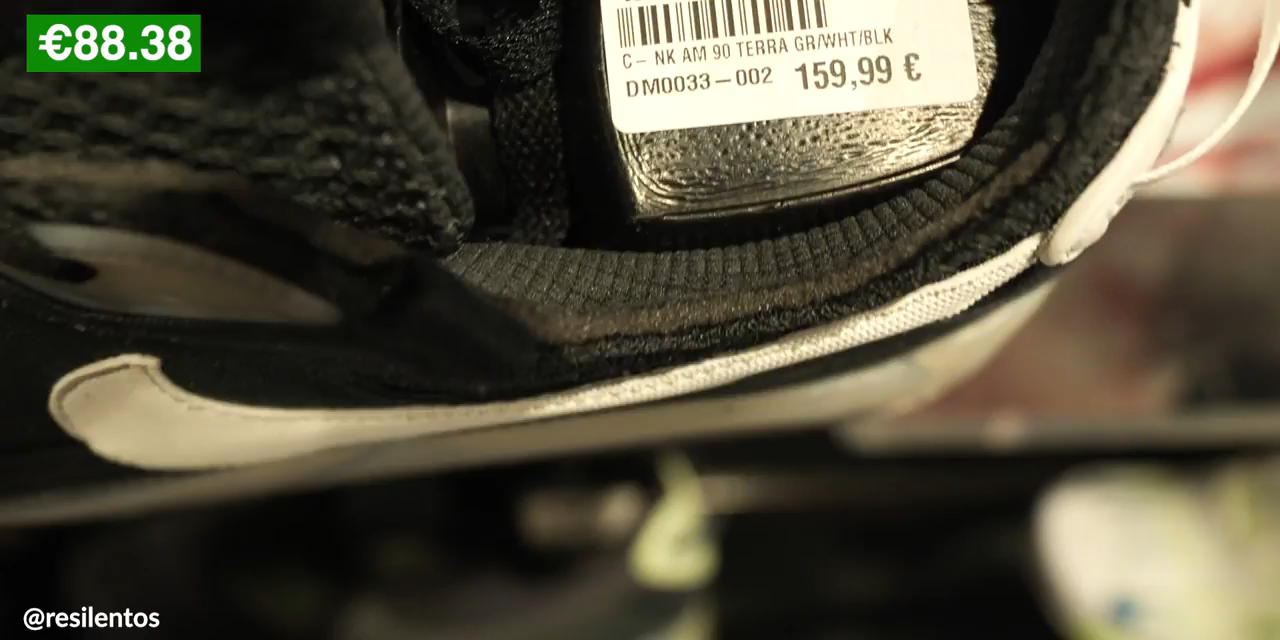 €88.38
C- NK AM 90 TERRA GR/WHT/BLK
DM0033-002 159,99 €
@resilentos